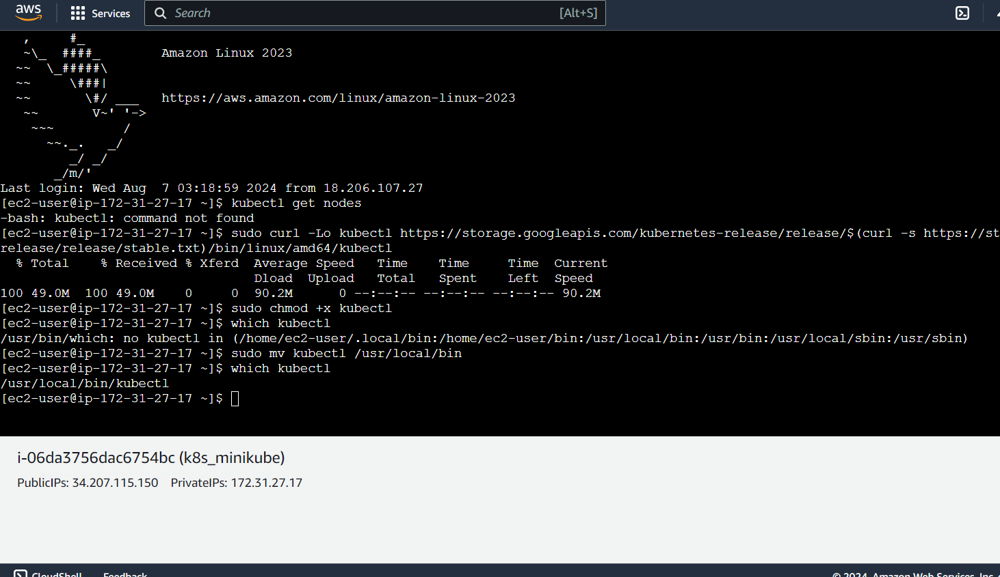 aws
Services
Search
[Alt+S]
, #_
~\_ ####_ Amazon Linux 2023
~~ \_#####\
~~ \###|
~~ \#/ ___ https://aws.amazon.com/linux/amazon-linux-2023
~~ V~' '->
~~~ /
~~._. _/
_/ _/
_/m/'
Last login: Wed Aug  7 03:18:59 2024 from 18.206.107.27
[ec2-user@ip-172-31-27-17 ~]$ kubectl get nodes
-bash: kubectl: command not found
[ec2-user@ip-172-31-27-17 ~]$ sudo curl -Lo kubectl https://storage.googleapis.com/kubernetes-release/release/$(curl -s https://st
release/release/stable.txt)/bin/linux/amd64/kubectl
% Total % Received % Xferd Average Speed Time Time Time Current
Dload Upload Total Spent Left Speed
100 49.0M 100 49.0M 0 0 90.2M 0 --:--:-- --:--:-- --:--:-- 90.2M
[ec2-user@ip-172-31-27-17 ~]$ sudo chmod +x kubectl
[ec2-user@ip-172-31-27-17 ~]$ which kubectl
/usr/bin/which: no kubectl in (/home/ec2-user/.local/bin:/home/ec2-user/bin:/usr/local/bin:/usr/bin:/usr/local/sbin:/usr/sbin)
[ec2-user@ip-172-31-27-17 ~]$ sudo mv kubectl /usr/local/bin
[ec2-user@ip-172-31-27-17 ~]$ which kubectl
/usr/local/bin/kubectl
[ec2-user@ip-172-31-27-17 ~]$
i-06da3756dac6754bc (k8s_minikube)
PublicIPs: 34.207.115.150 PrivateIPs: 172.31.27.17
CloudShell Feedback © 2024, Amazon Web Services, Inc.